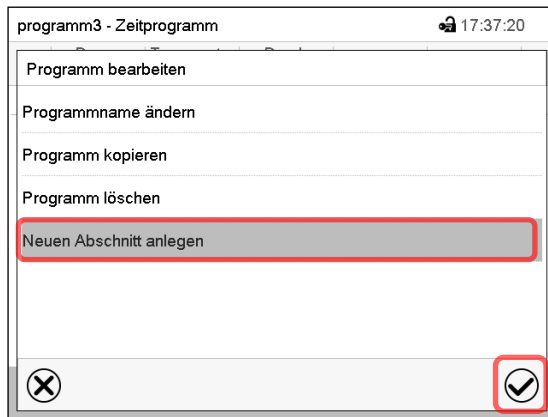 programm3 - Zeitprogramm 17:37:20
Programm bearbeiten
Programmname ändern
Programm kopieren
Programm löschen
Neuen Abschnitt anlegen